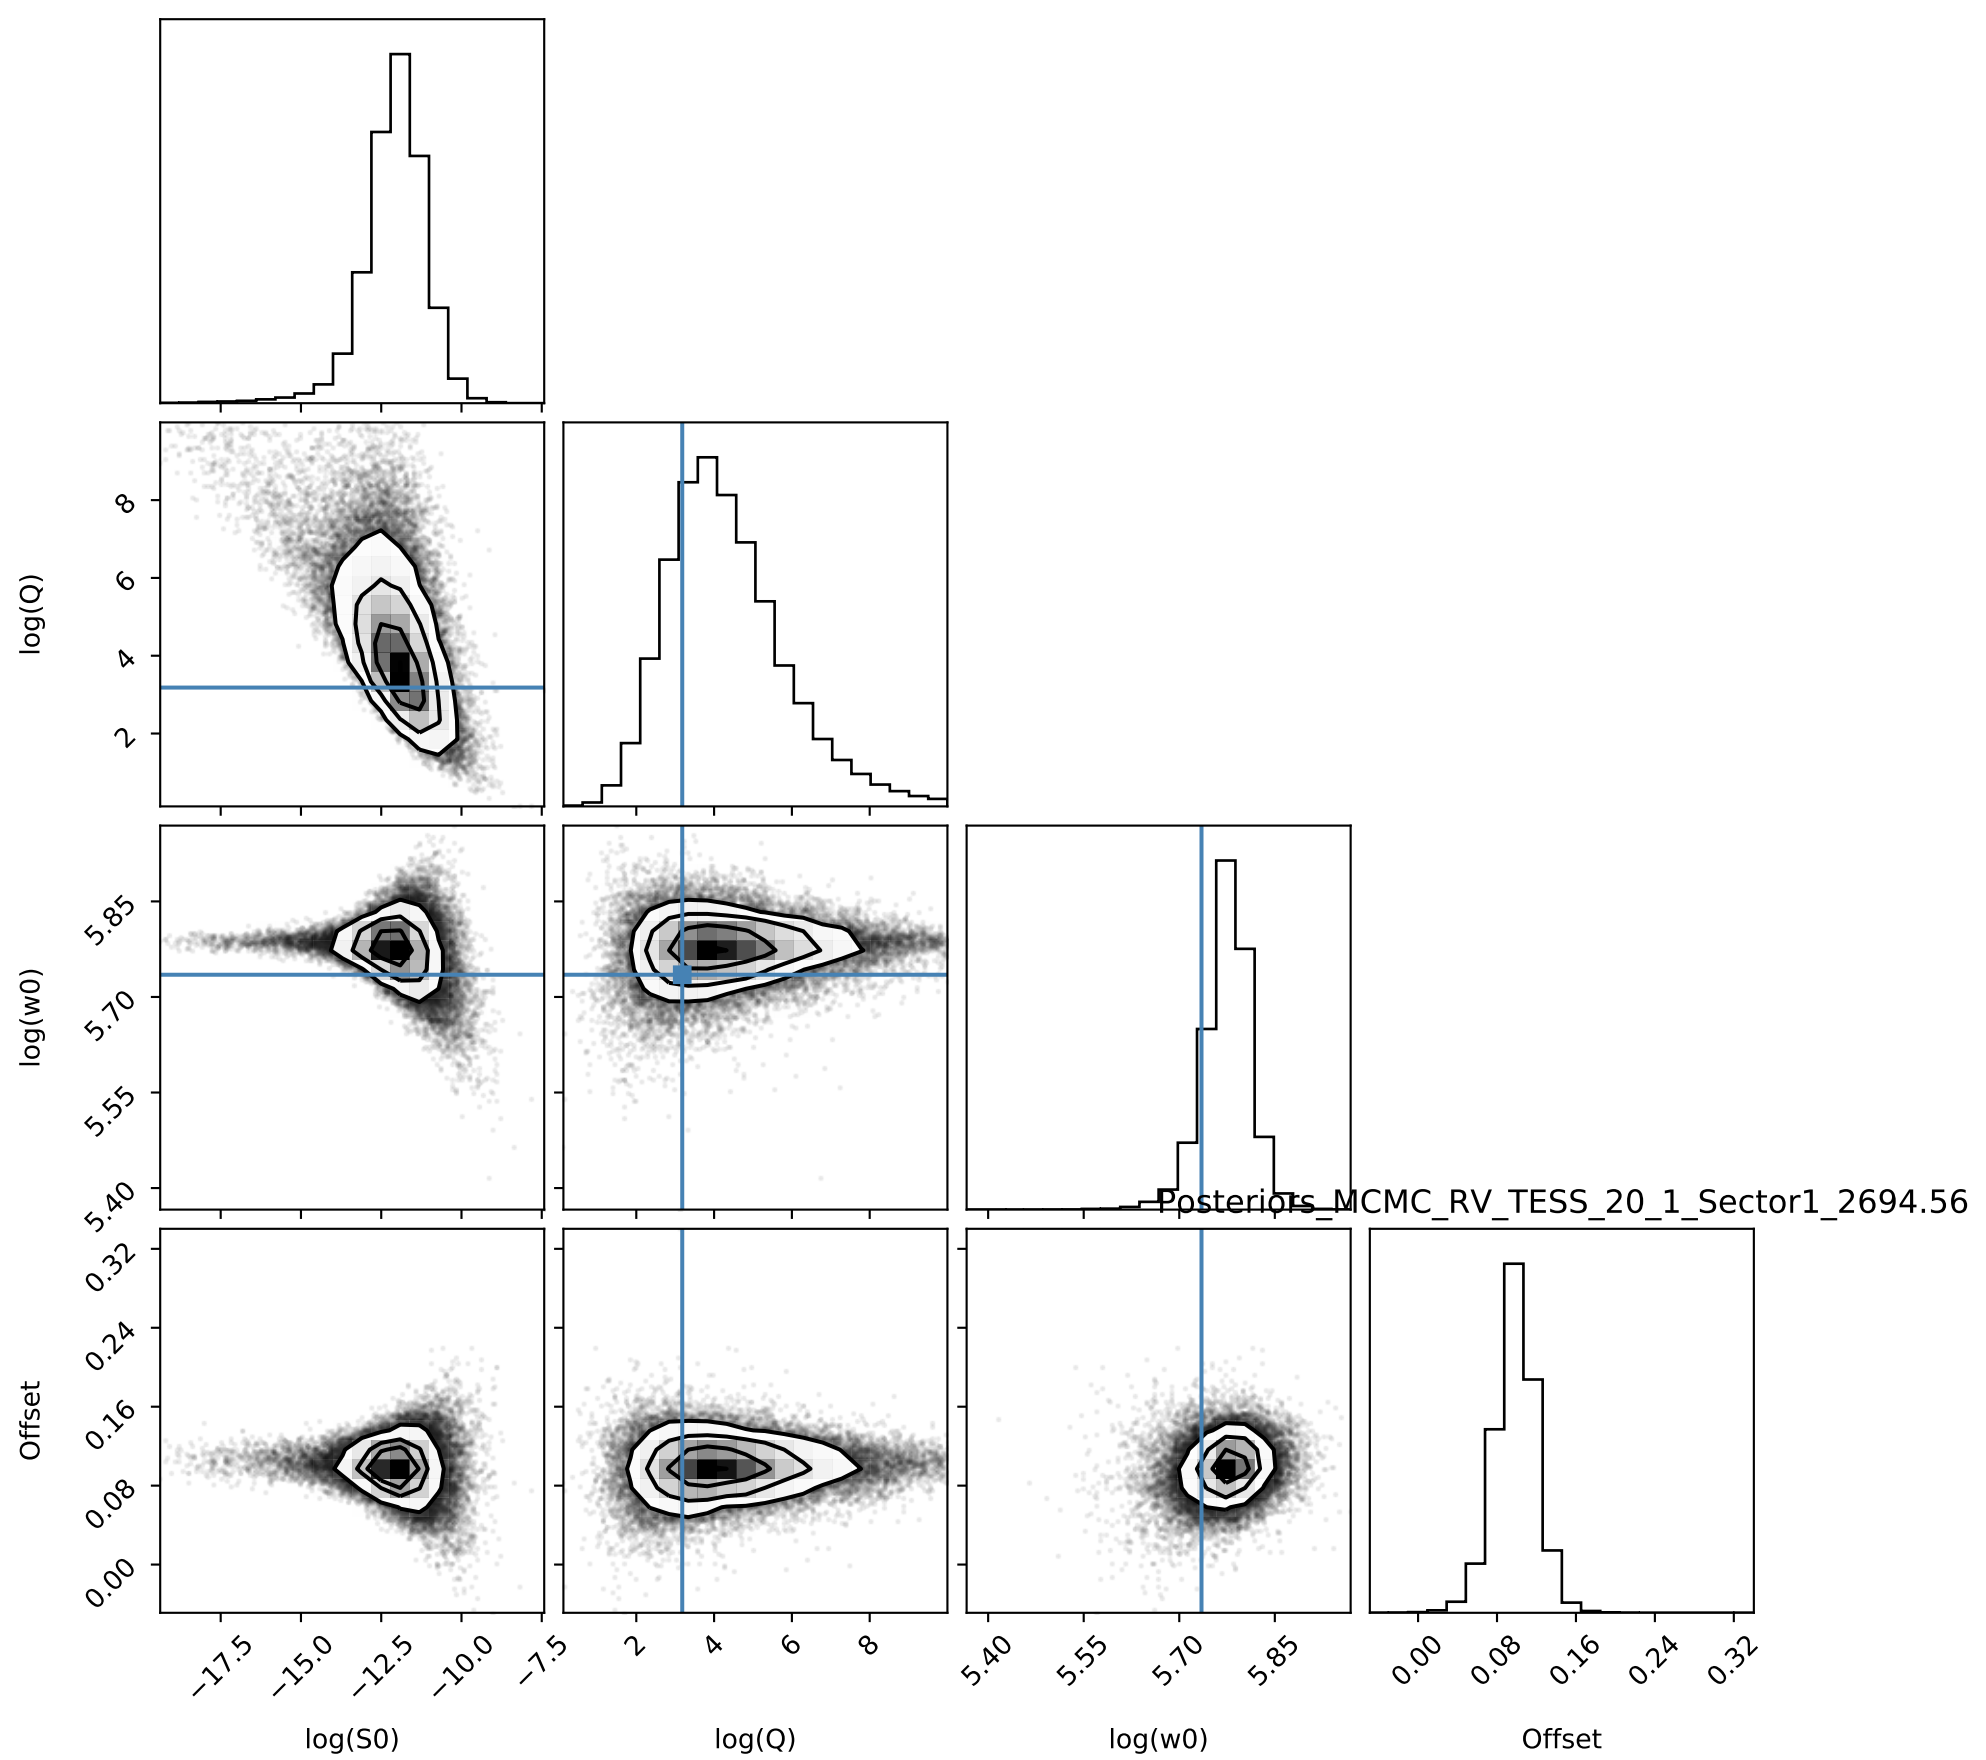 log(Q)
8
6
4
2
log(w0)
5.85
5.70
5.55
5.40
Posteriors_MCMC_RV_TESS_20_1_Sector1_2694.56
Offset
0.32
0.24
0.16
0.08
0.00
−17.5 −15.0 −12.5 −10.0 −7.5 2 4 6 8 5.40 5.55 5.70 5.85 0.00 0.08 0.16 0.24 0.32
log(S0) log(Q) log(w0) Offset